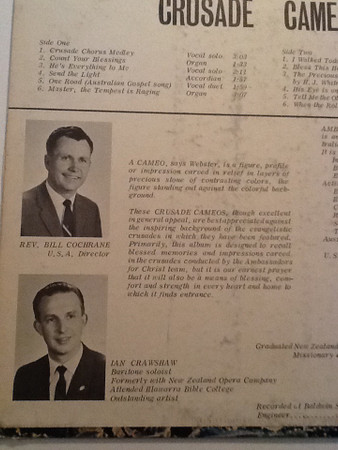 CRUSADE CAME
Side One
1. Crusade Chorus Medley Vocal solo
2. Count Your Blessings Organ
3. He's Everything to Me Vocal solo
4. Send the Light Accordian
5. One Road (Australian Gospel song) Vocal duet
6. Master, the Tempest is Raging Organ
Side Two
1. I Walked Toda
2. Bless This Ho
3. The Precious
by R. J. Whit
4. His Eye is on
5. Tell Me the Ol
6. When the Rol
A CAMEO, says Webster, is a figure, profile
or impression carved in relief in layers of
precious stone of contrasting colors, the
figure standing out against the colorful back-
ground.
These CRUSADE CAMEOS, though excellent
in general appeal, are best appreciated against
the inspiring background of the evangelistic
crusades in which they have been featured.
Primarily, this album is designed to recall
blessed memories and impressions carved
in the crusades conducted by the Ambassadors
for Christ team, but it is our earnest prayer
that it will also be a means of blessing, com-
fort and strength in every heart and home to
which it finds entrance.
REV. BILL COCHRANE
U.S.A. Director
IAN CRAWSHAW
Baritone soloist
Formerly with New Zealand Opera Company
Attended Illawarra Bible College
Outstanding artist
AMB
It is
U. S.
Graduated New Zealand
Missionary
Recorded at Baldwin
Engineer